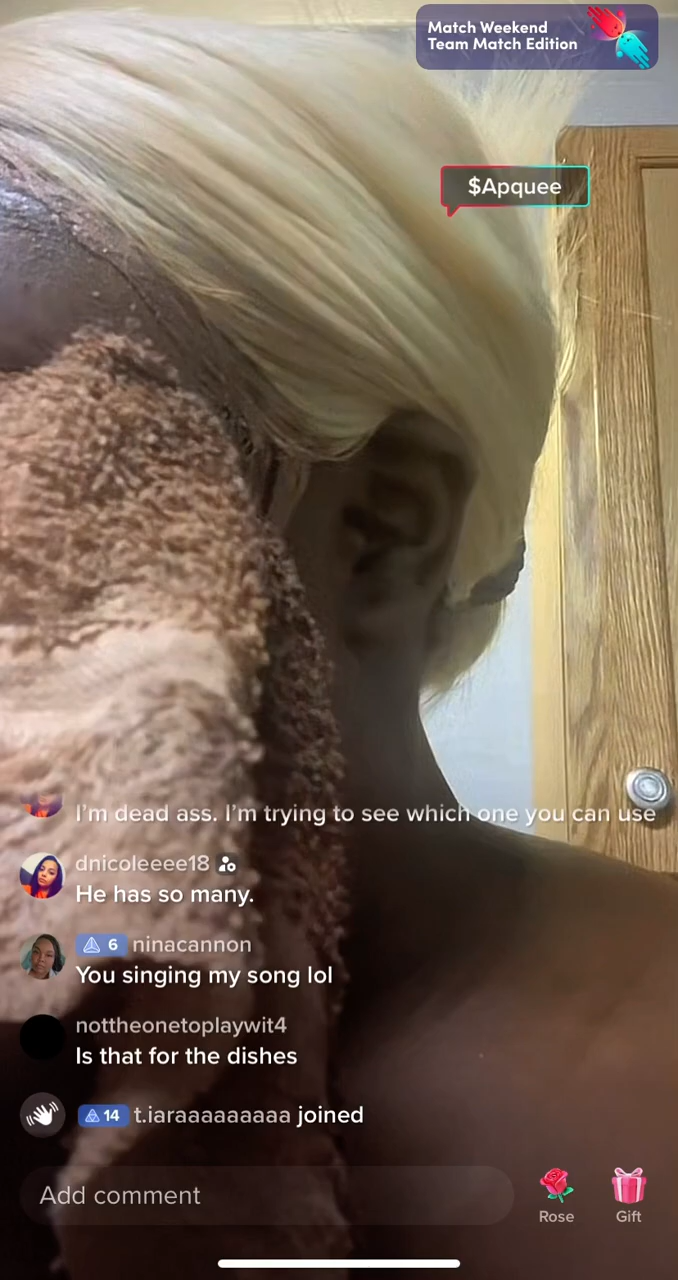 Match Weekend
Team Match Edition
$Apquee
I'm dead ass. I'm trying to see which one you can use
dnicoleeee18
He has so many.
6 ninacannon
You singing my song lol
nottheonetoplaywit4
Is that for the dishes
14 t.iaraaaaaaaaa joined
Add comment
Rose
Gift